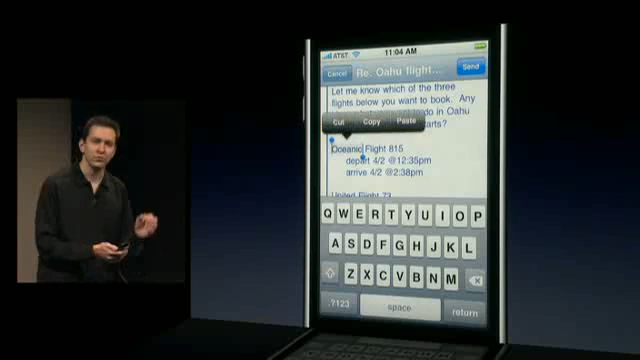 AT&T 11:04 AM
Cancel Re. Oahu flight... Send
Let me know which of the three
flights below you want to book. Any
do in Oahu
arts?
Cut Copy Paste
Oceanic Flight 815
depart 4/2 @12:35pm
arrive 4/2 @2:38pm
United Flight 73
Q W E R T Y U I O P
A S D F G H J K L
Z X C V B N M
.?123 space return